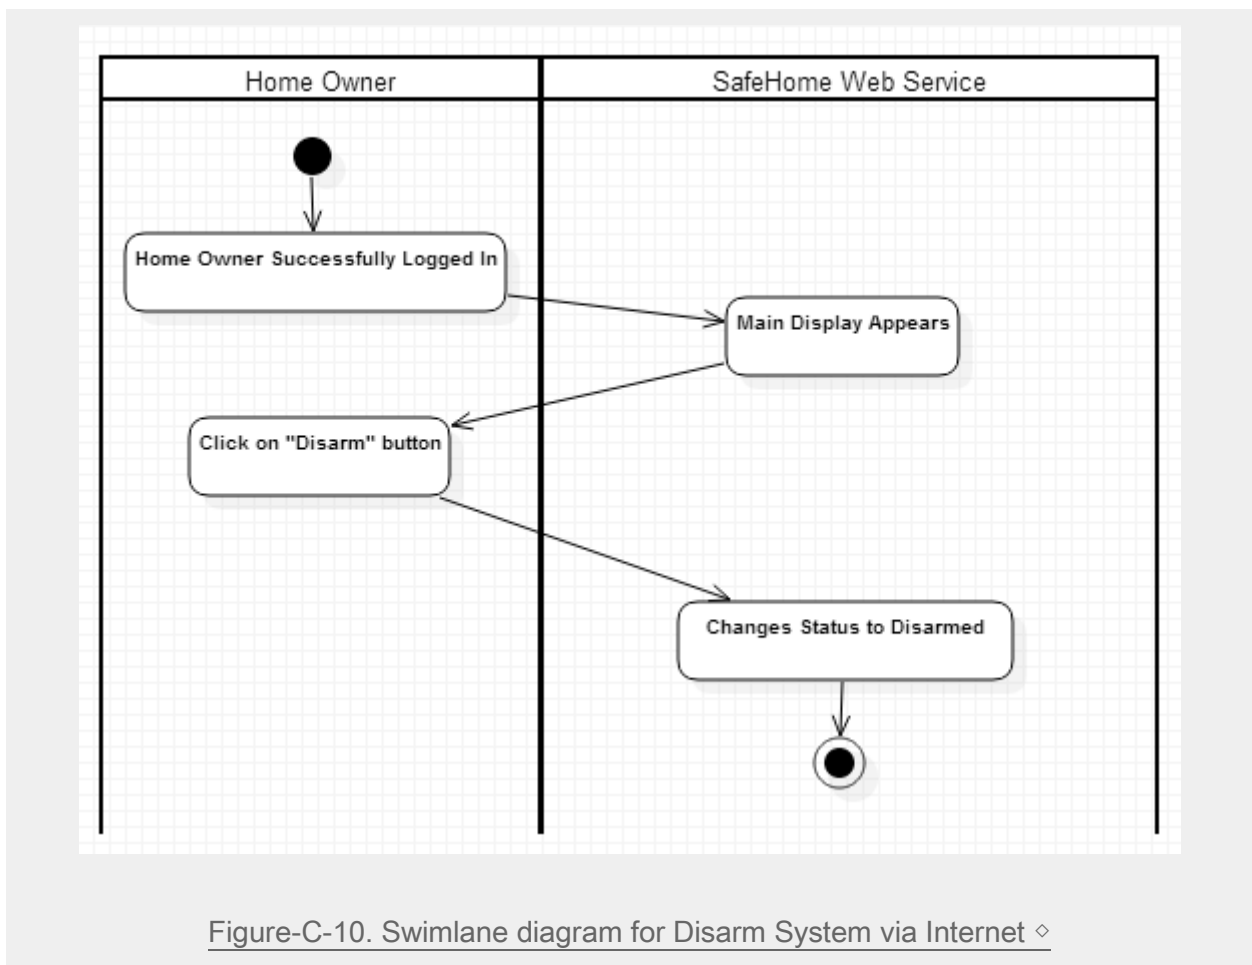 Home Owner
SafeHome Web Service
Home Owner Successfully Logged In
Main Display Appears
Click on "Disarm" button
Changes Status to Disarmed
Figure-C-10. Swimlane diagram for Disarm System via Internet ◇